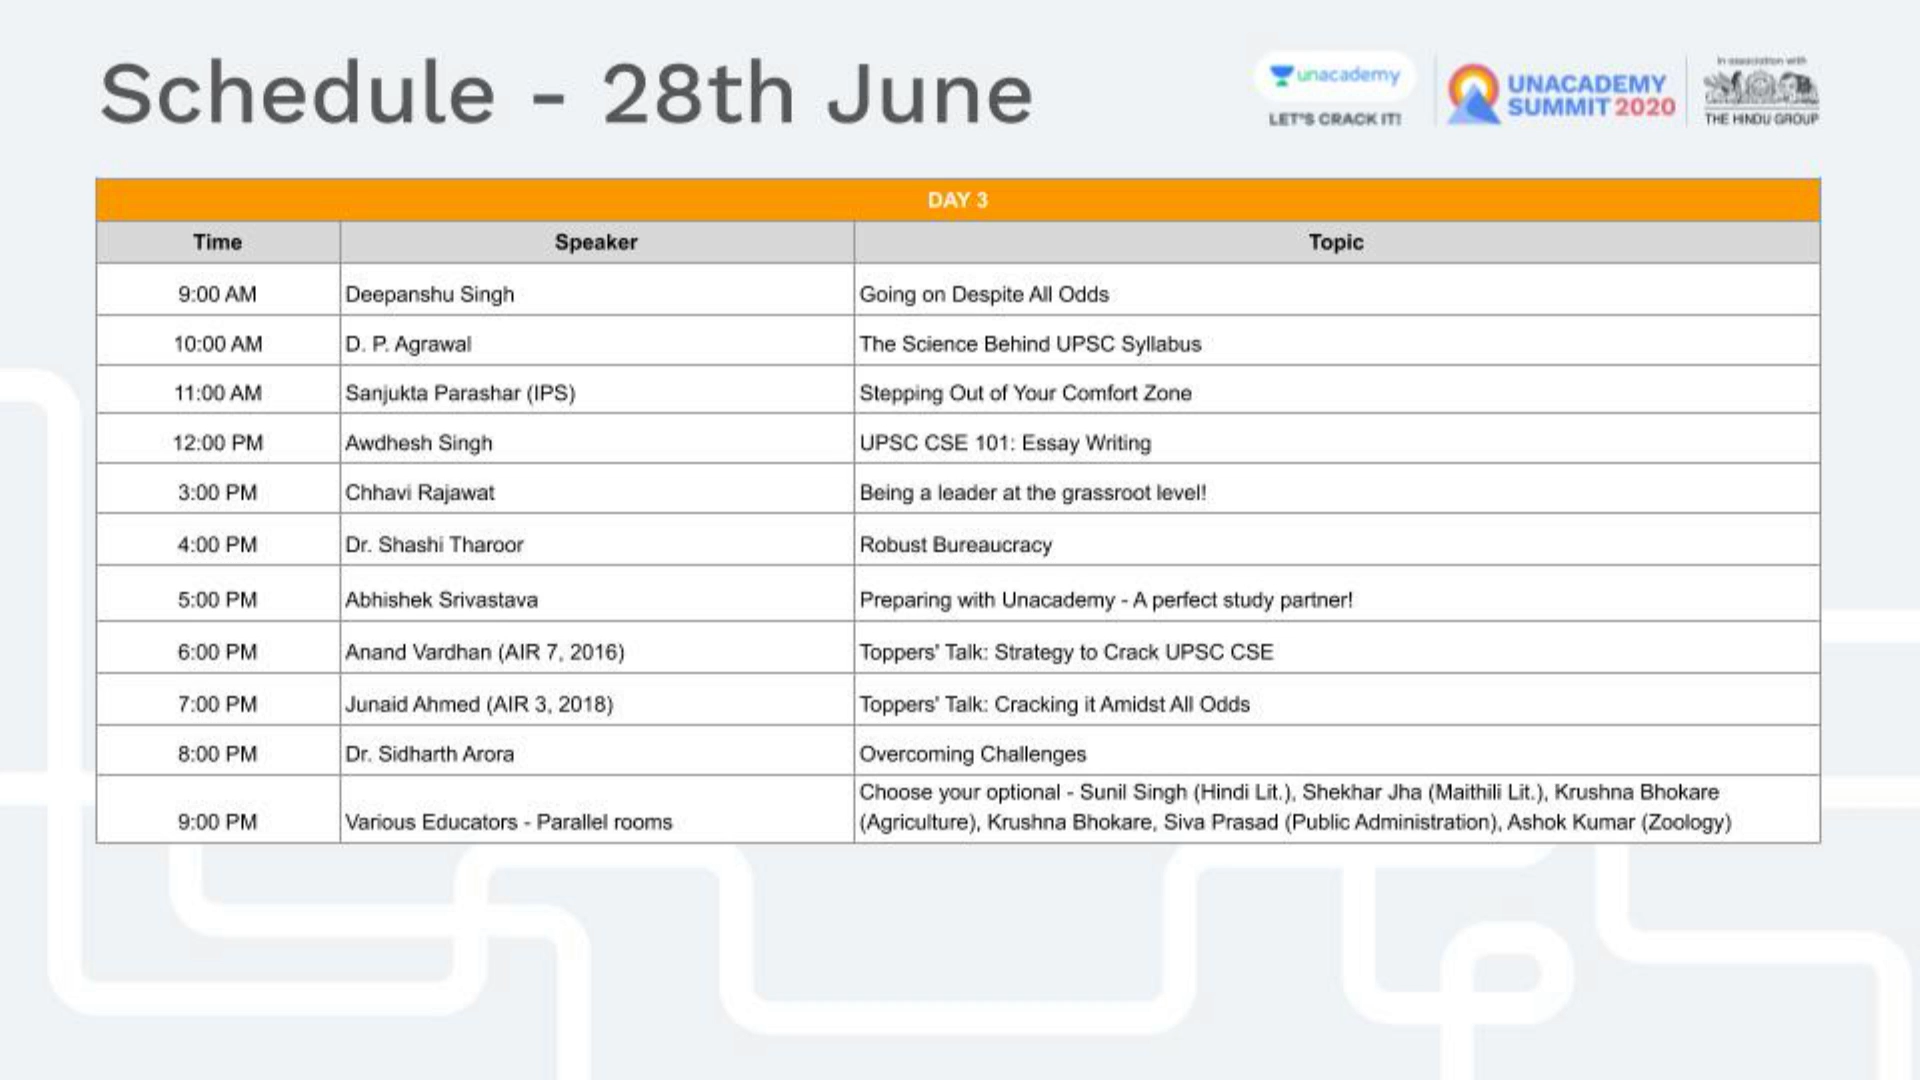 Schedule - 28th June
unacademy
LET'S CRACK IT!
UNACADEMY
SUMMIT 2020
In association with
THE HINDU GROUP
DAY 3
Time Speaker Topic
9:00 AM Deepanshu Singh Going on Despite All Odds
10:00 AM D. P. Agrawal The Science Behind UPSC Syllabus
11:00 AM Sanjukta Parashar (IPS) Stepping Out of Your Comfort Zone
12:00 PM Awdhesh Singh UPSC CSE 101: Essay Writing
3:00 PM Chhavi Rajawat Being a leader at the grassroot level!
4:00 PM Dr. Shashi Tharoor Robust Bureaucracy
5:00 PM Abhishek Srivastava Preparing with Unacademy - A perfect study partner!
6:00 PM Anand Vardhan (AIR 7, 2016) Toppers' Talk: Strategy to Crack UPSC CSE
7:00 PM Junaid Ahmed (AIR 3, 2018) Toppers' Talk: Cracking it Amidst All Odds
8:00 PM Dr. Sidharth Arora Overcoming Challenges
Choose your optional - Sunil Singh (Hindi Lit.), Shekhar Jha (Maithili Lit.), Krushna Bhokare
9:00 PM Various Educators - Parallel rooms (Agriculture), Krushna Bhokare, Siva Prasad (Public Administration), Ashok Kumar (Zoology)